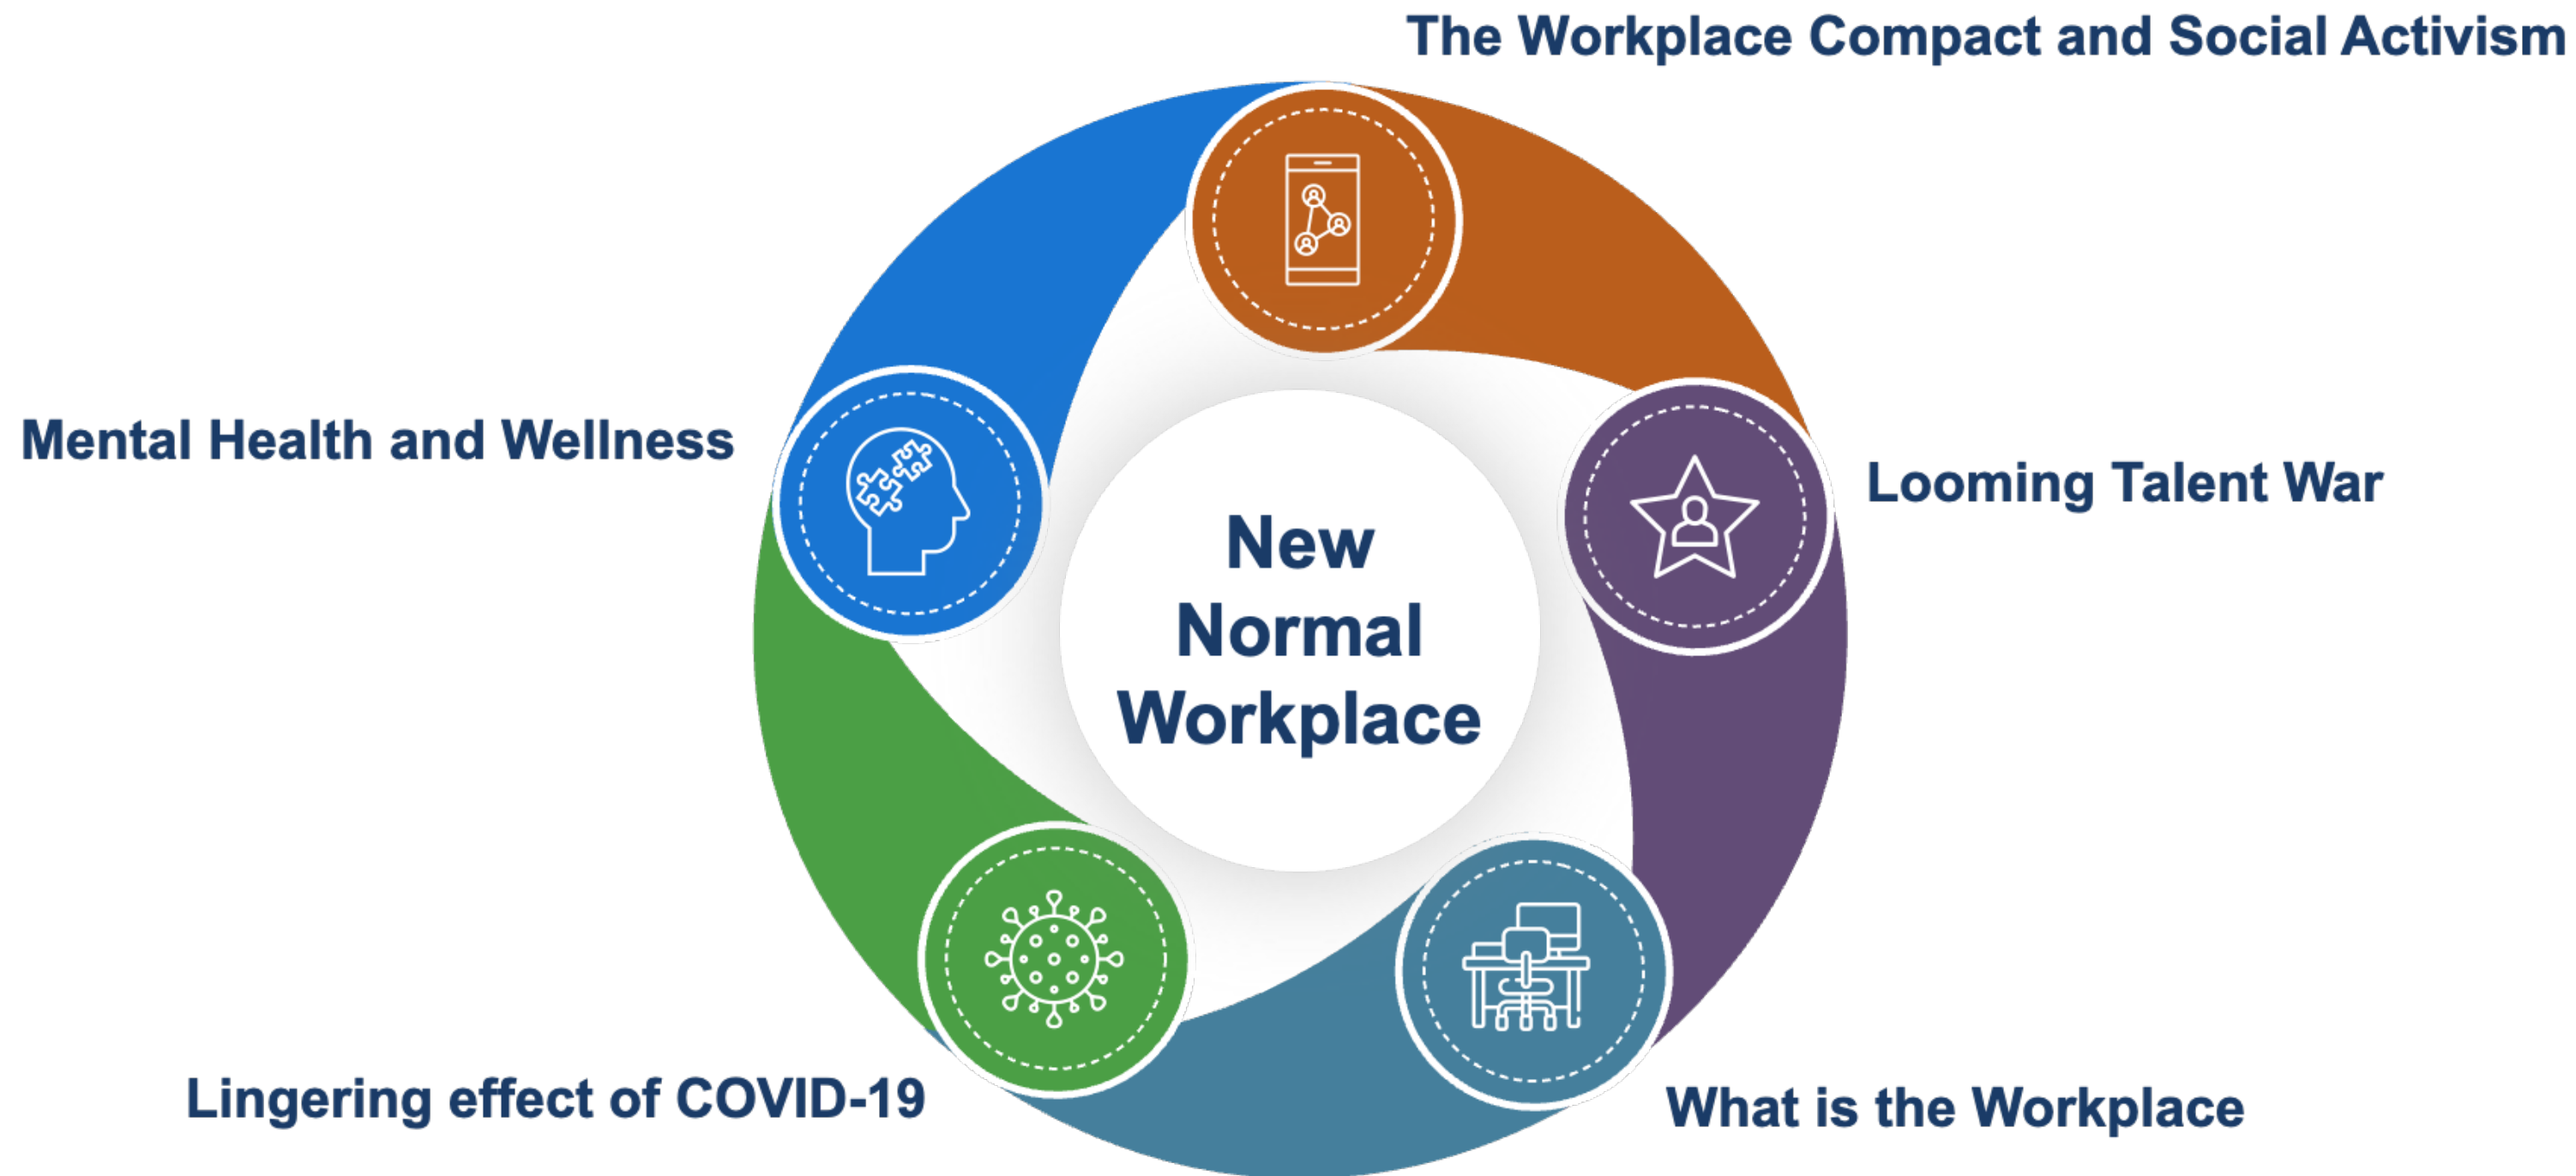 The Workplace Compact and Social Activism
Mental Health and Wellness
Looming Talent War
New
Normal
Workplace
Lingering effect of COVID-19
What is the Workplace